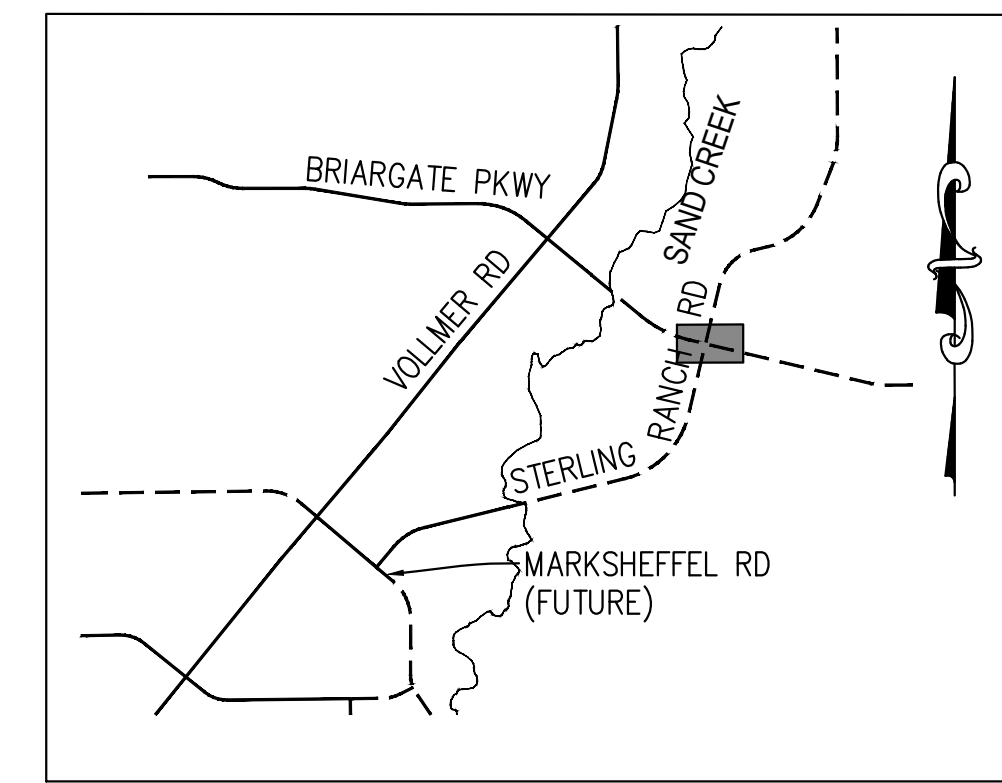 BRIARGATE PKWY
SAND CREEK
VOLLMER RD
STERLING RANCH RD
MARKSHEFFEL RD
(FUTURE)